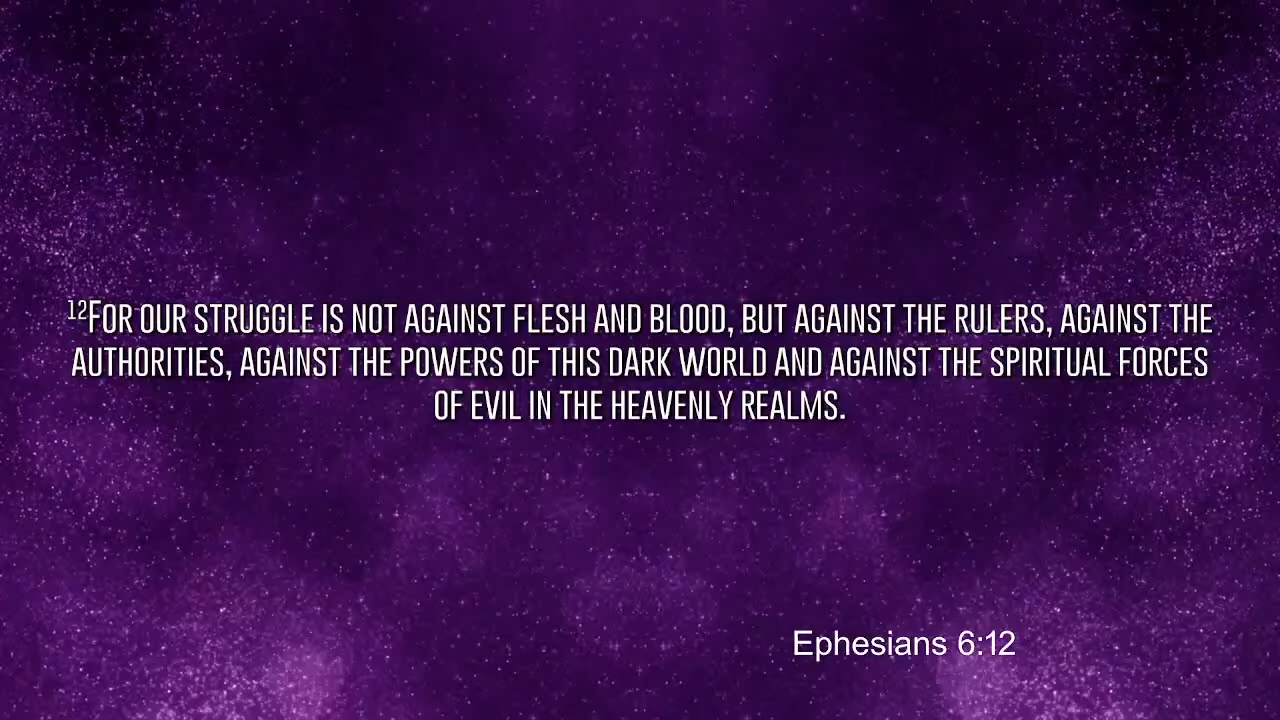 ¹²FOR OUR STRUGGLE IS NOT AGAINST FLESH AND BLOOD, BUT AGAINST THE RULERS, AGAINST THE
AUTHORITIES, AGAINST THE POWERS OF THIS DARK WORLD AND AGAINST THE SPIRITUAL FORCES
OF EVIL IN THE HEAVENLY REALMS.
Ephesians 6:12